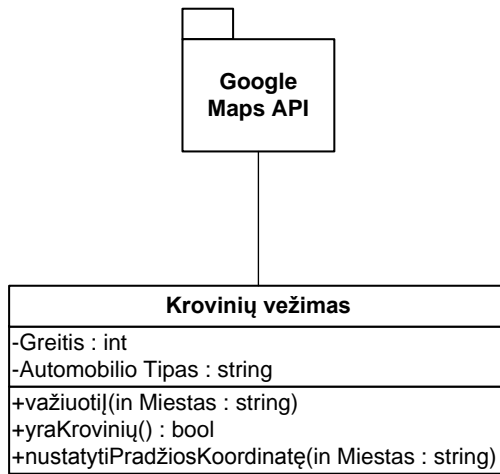 Google
Maps API
Krovinių vežimas
-Greitis : int
-Automobilio Tipas : string
+važiuotiĮ(in Miestas : string)
+yraKrovinių() : bool
+nustatytiPradžiosKoordinatę(in Miestas : string)